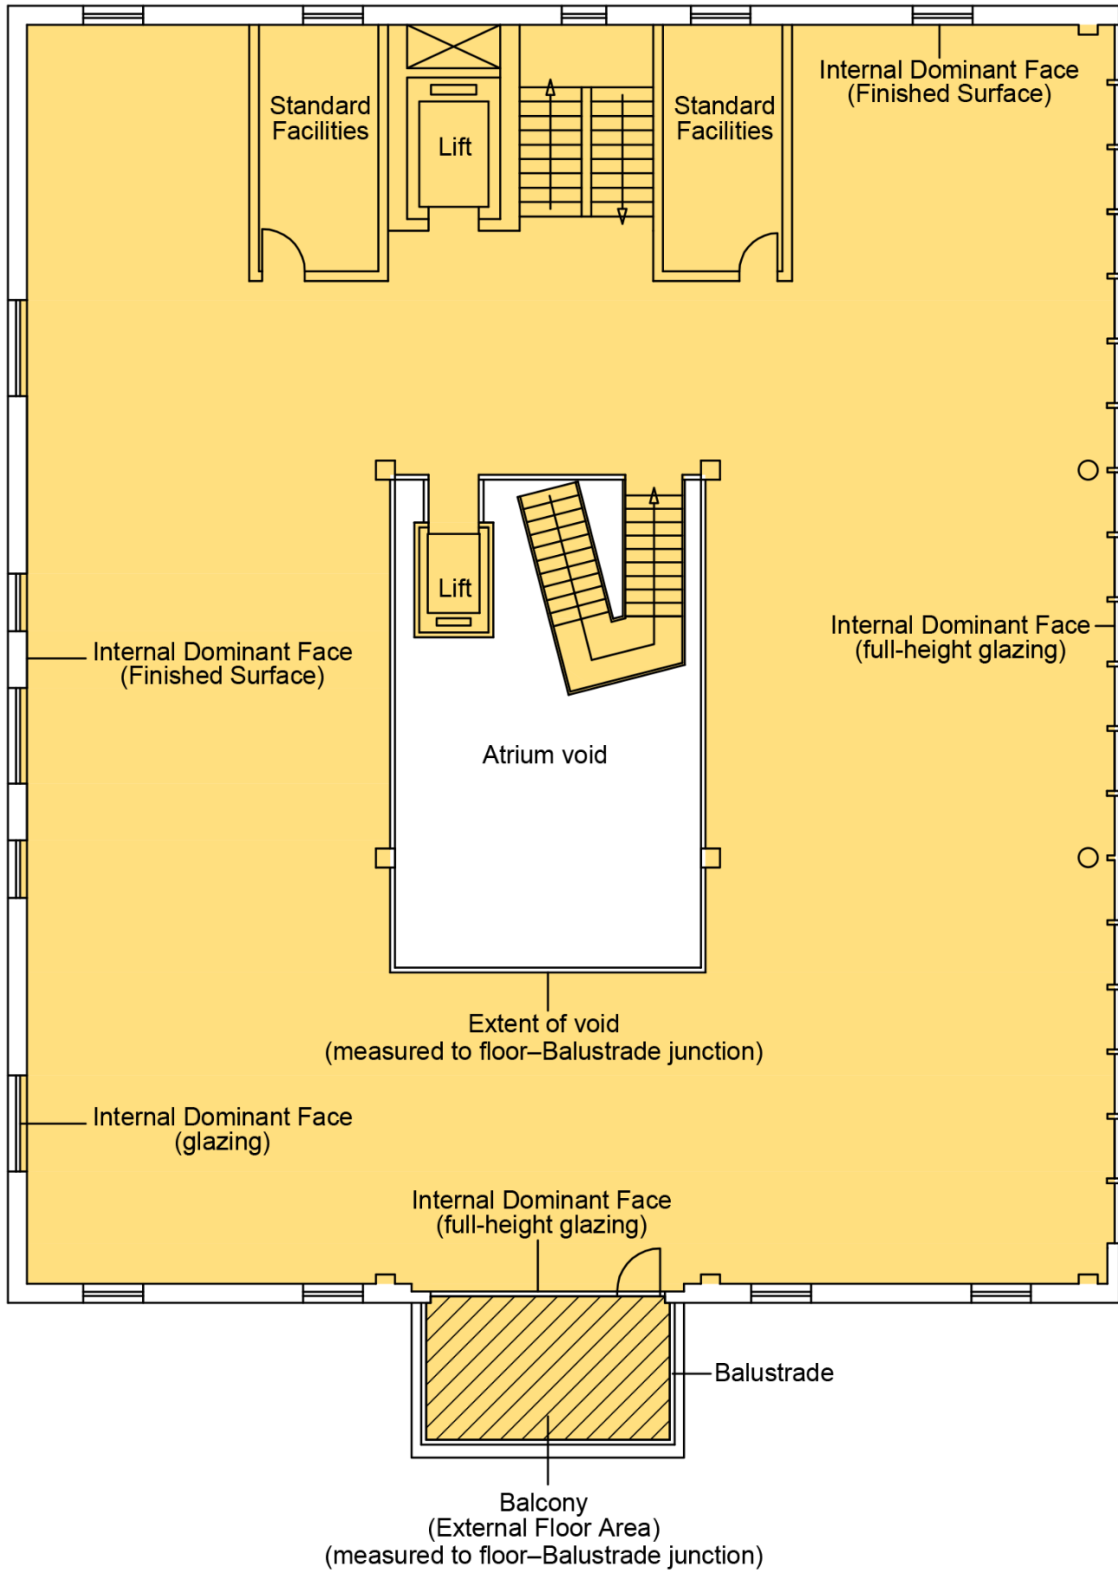 Internal Dominant Face
(Finished Surface)
Standard
Facilities
Lift
Standard
Facilities
Lift
Internal Dominant Face
(full-height glazing)
Internal Dominant Face
(Finished Surface)
Atrium void
Extent of void
(measured to floor–Balustrade junction)
Internal Dominant Face
(glazing)
Internal Dominant Face
(full-height glazing)
Balustrade
Balcony
(External Floor Area)
(measured to floor–Balustrade junction)